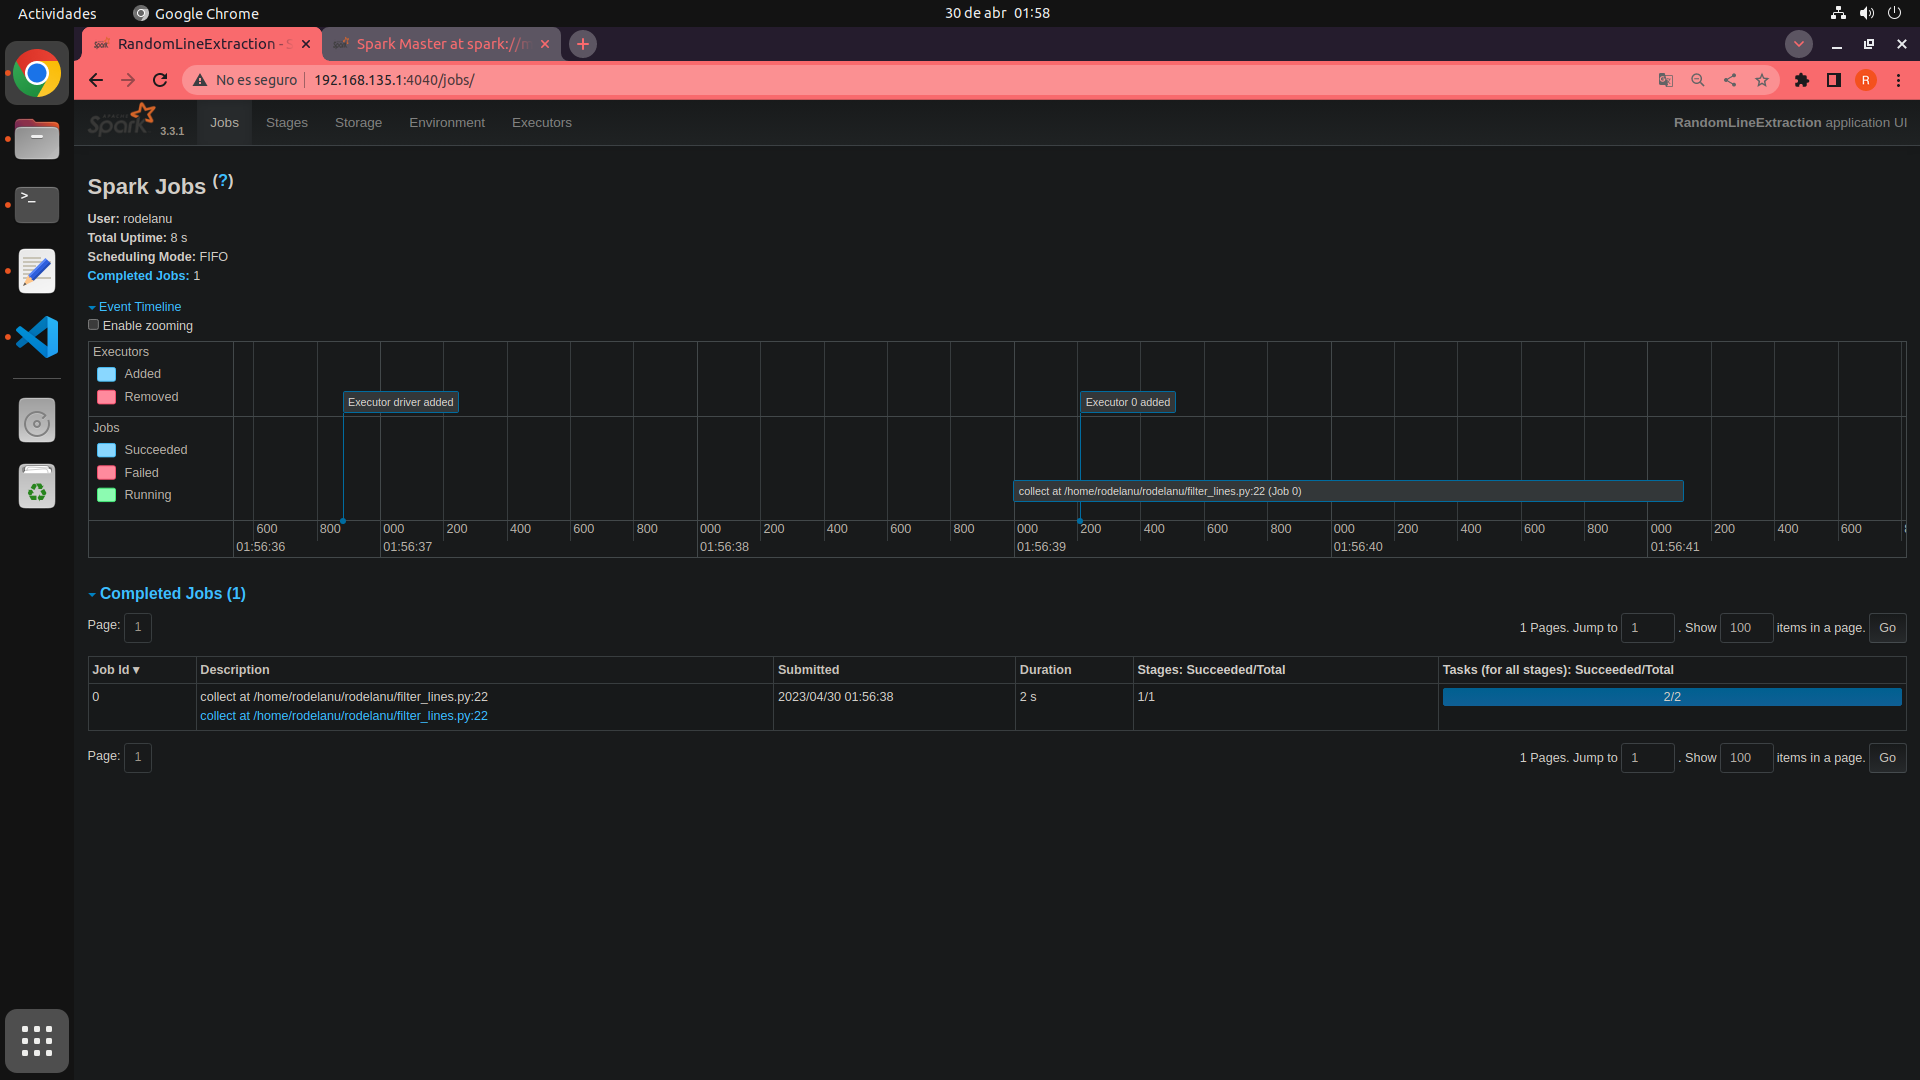 Actividades Google Chrome 30 de abr 01:58
RandomLineExtraction - S Spark Master at spark://m
No es seguro 192.168.135.1:4040/jobs/ R
APACHE Spark 3.3.1 Jobs Stages Storage Environment Executors RandomLineExtraction application UI
Spark Jobs (?)
User: rodelanu
Total Uptime: 8 s
Scheduling Mode: FIFO
Completed Jobs: 1
Event Timeline
Enable zooming
Executors
Added
Removed
Executor driver added Executor 0 added
Jobs
Succeeded
Failed
Running
collect at /home/rodelanu/rodelanu/filter_lines.py:22 (Job 0)
600 800 000 200 400 600 800 000 200 400 600 800 000 200 400 600 800 000 200 400 600 800 000 200 400 600
01:56:36 01:56:37 01:56:38 01:56:39 01:56:40 01:56:41
Completed Jobs (1)
Page: 1 1 Pages. Jump to 1 . Show 100 items in a page. Go
Job Id ▾ Description Submitted Duration Stages: Succeeded/Total Tasks (for all stages): Succeeded/Total
0 collect at /home/rodelanu/rodelanu/filter_lines.py:22 2023/04/30 01:56:38 2 s 1/1 2/2
collect at /home/rodelanu/rodelanu/filter_lines.py:22
Page: 1 1 Pages. Jump to 1 . Show 100 items in a page. Go